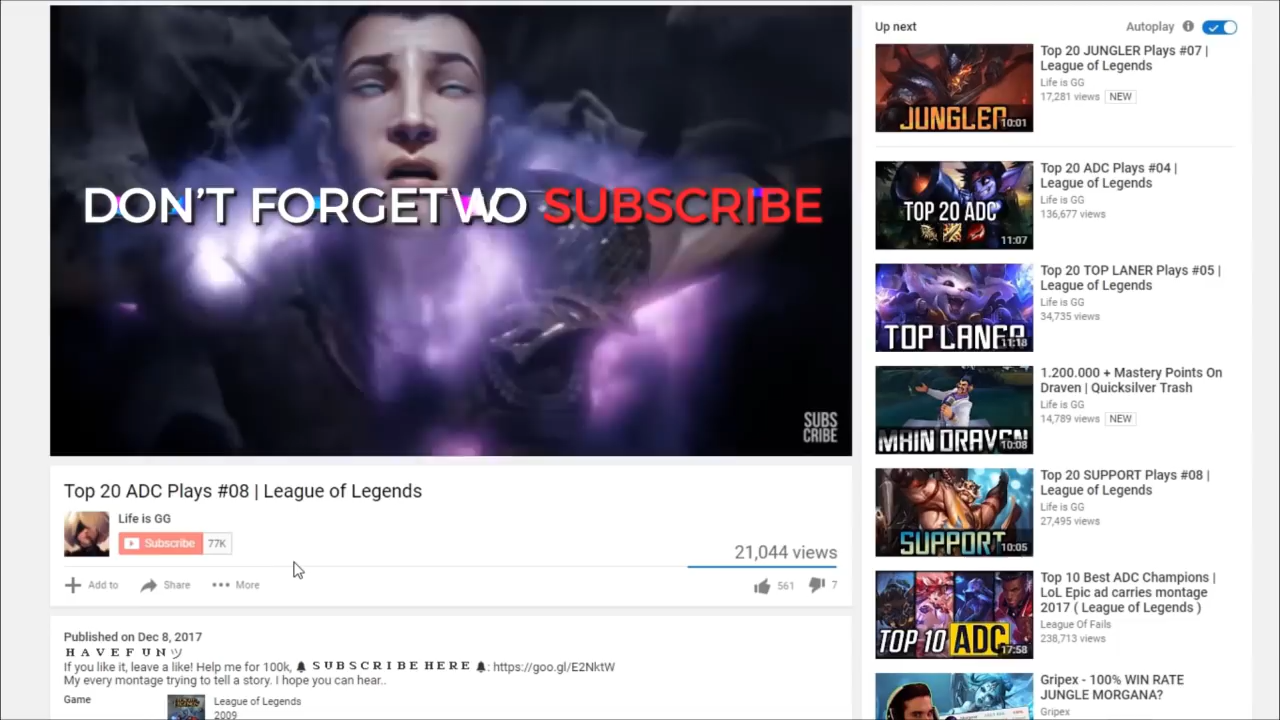 DON'T FORGETWO SUBSCRIBE
SUBS
CRIBE
Top 20 ADC Plays #08 | League of Legends
Life is GG
Subscribe 77K
21,044 views
Add to Share More
561 7
Published on Dec 8, 2017
H A V E F U N ツ
If you like it, leave a like! Help me for 100k, 🔔 S U B S C R I B E H E R E 🔔: https://goo.gl/E2NktW
My every montage trying to tell a story. I hope you can hear..
Game
League of Legends
2009
Up next
Autoplay
JUNGLER
10:01
Top 20 JUNGLER Plays #07 |
League of Legends
Life is GG
17,281 views NEW
TOP 20 ADC
11:07
Top 20 ADC Plays #04 |
League of Legends
Life is GG
136,677 views
TOP LANER
11:18
Top 20 TOP LANER Plays #05 |
League of Legends
Life is GG
34,735 views
MAIN DRAVEN
10:08
1.200.000 + Mastery Points On
Draven | Quicksilver Trash
Life is GG
14,789 views NEW
SUPPORT
10:05
Top 20 SUPPORT Plays #08 |
League of Legends
Life is GG
27,495 views
TOP 10 ADC
17:58
Top 10 Best ADC Champions |
LoL Epic ad carries montage
2017 ( League of Legends )
League Of Fails
238,713 views
Gripex - 100% WIN RATE
JUNGLE MORGANA?
Gripex